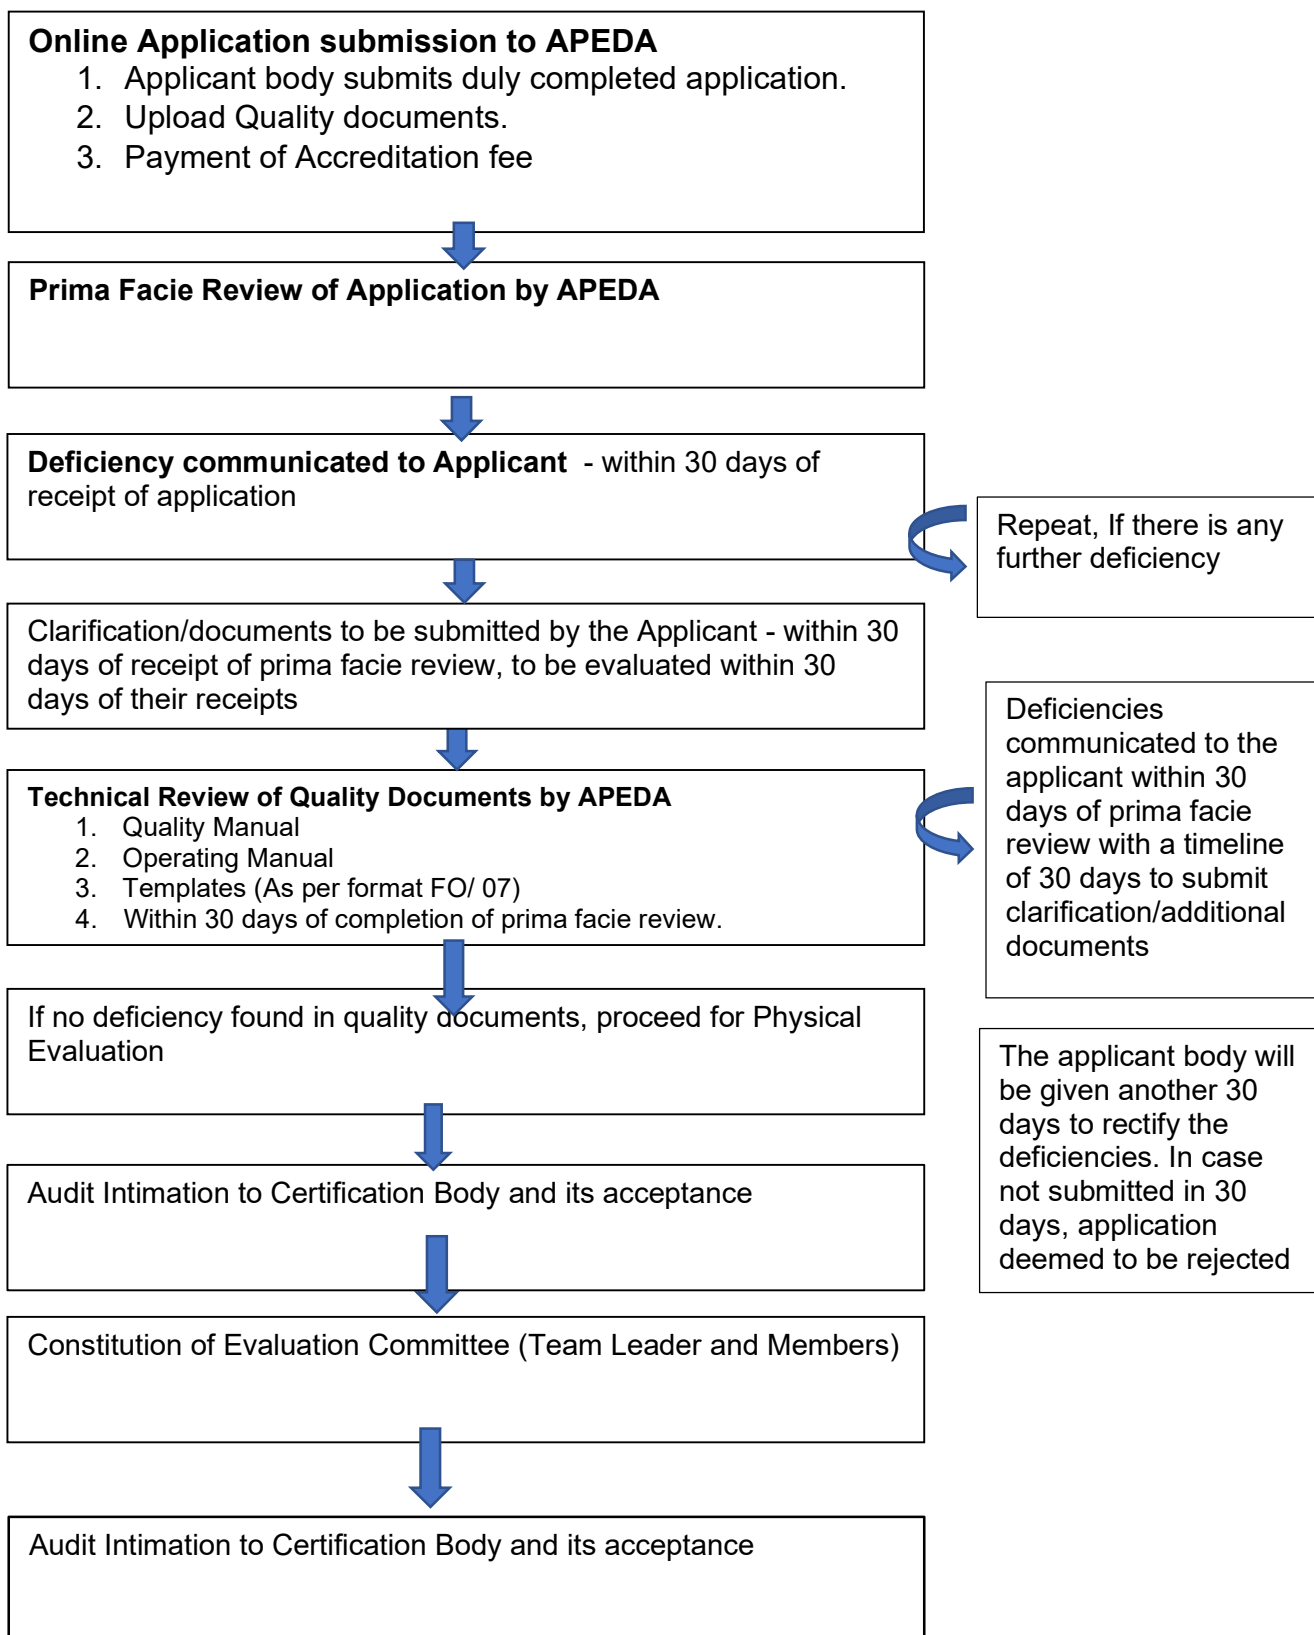 Online Application submission to APEDA
1. Applicant body submits duly completed application.
2. Upload Quality documents.
3. Payment of Accreditation fee
Prima Facie Review of Application by APEDA
Deficiency communicated to Applicant - within 30 days of
receipt of application
Repeat, If there is any
further deficiency
Clarification/documents to be submitted by the Applicant - within 30
days of receipt of prima facie review, to be evaluated within 30
days of their receipts
Technical Review of Quality Documents by APEDA
1. Quality Manual
2. Operating Manual
3. Templates (As per format FO/ 07)
4. Within 30 days of completion of prima facie review.
Deficiencies
communicated to the
applicant within 30
days of prima facie
review with a timeline
of 30 days to submit
clarification/additional
documents
If no deficiency found in quality documents, proceed for Physical
Evaluation
The applicant body will
be given another 30
days to rectify the
deficiencies. In case
not submitted in 30
days, application
deemed to be rejected
Audit Intimation to Certification Body and its acceptance
Constitution of Evaluation Committee (Team Leader and Members)
Audit Intimation to Certification Body and its acceptance